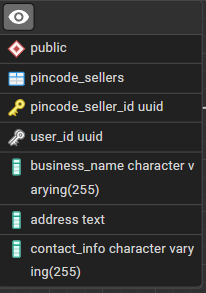 public
pincode_sellers
pincode_seller_id uuid
user_id uuid
business_name character v
arying(255)
address text
contact_info character vary
ing(255)